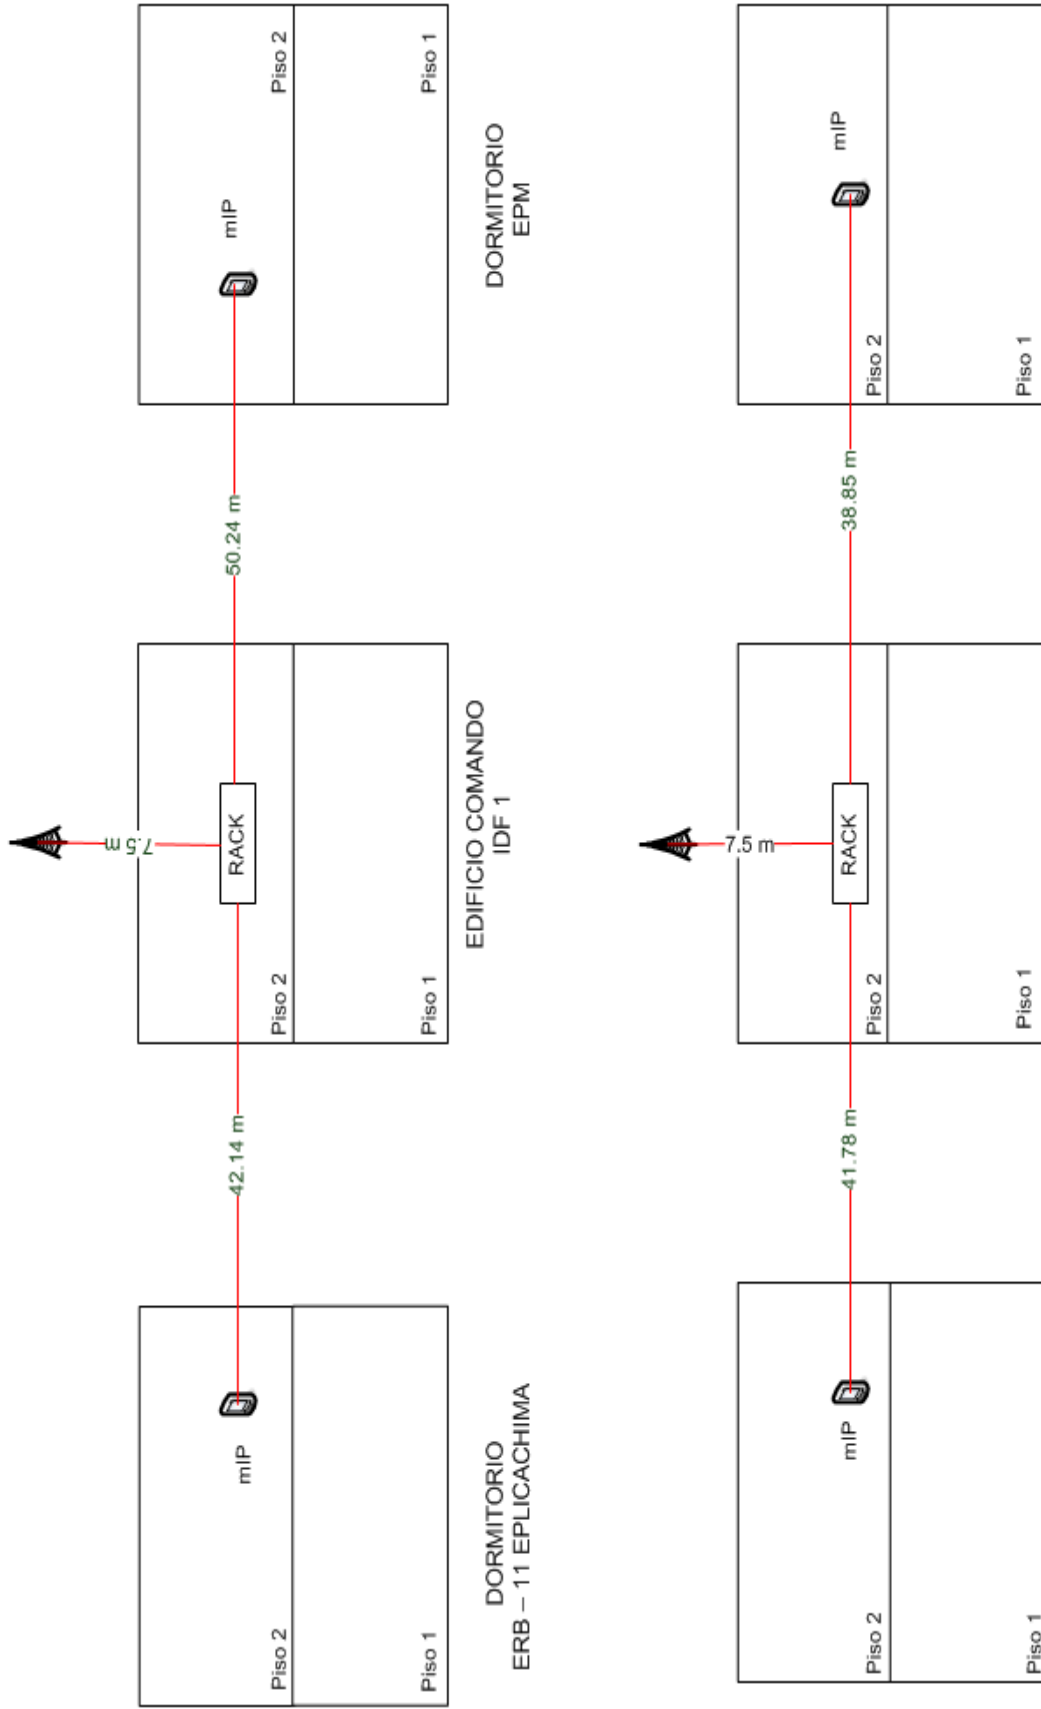 7.5 m
Piso 2
mIP
42.14 m
RACK
Piso 2
50.24 m
mIP
Piso 2
Piso 1
Piso 1
Piso 1
DORMITORIO
ERB – 11 EPLICACHIMA
EDIFICIO COMANDO
IDF 1
DORMITORIO
EPM
7.5 m
mIP
41.78 m
RACK
38.85 m
mIP
Piso 2
Piso 2
Piso 2
Piso 1
Piso 1
Piso 1